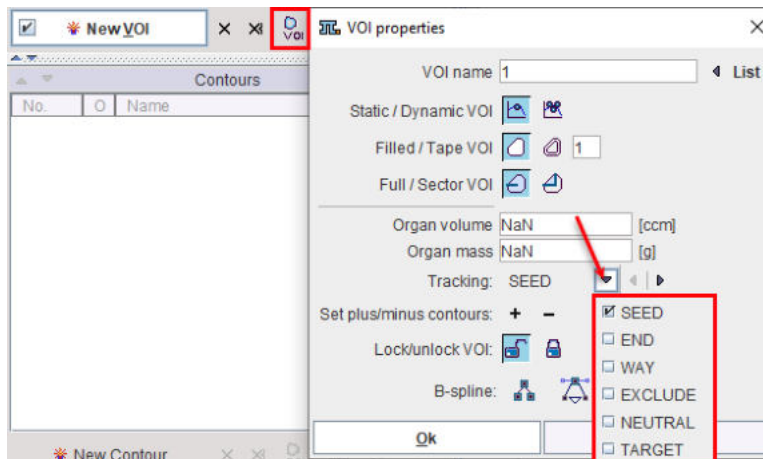 New VOI
VOI
Contours
No. O Name
New Contour
VOI properties
VOI name 1 List
Static / Dynamic VOI
Filled / Tape VOI 1
Full / Sector VOI
Organ volume NaN [ccm]
Organ mass NaN [g]
Tracking: SEED
Set plus/minus contours: + −
Lock/unlock VOI:
B-spline:
Ok
SEED
END
WAY
EXCLUDE
NEUTRAL
TARGET